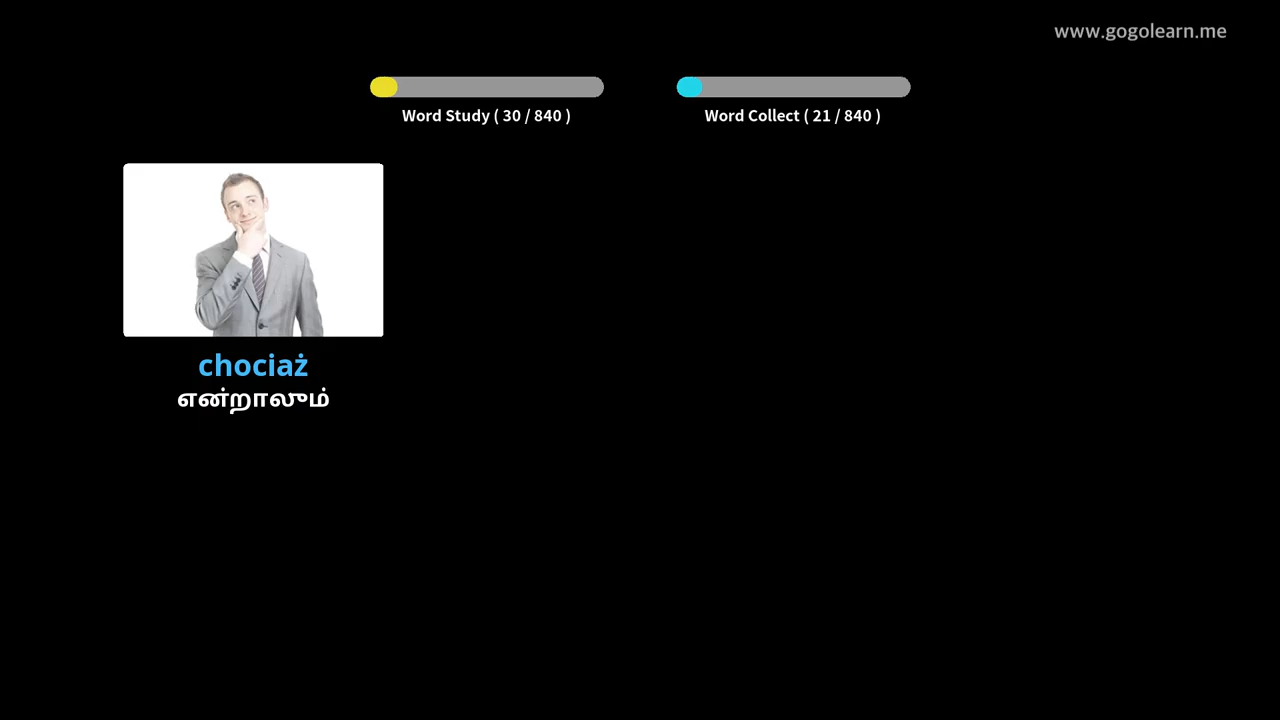 www.gogolearn.me
Word Study ( 30 / 840 )
Word Collect ( 21 / 840 )
chociaż
என்றாலும்